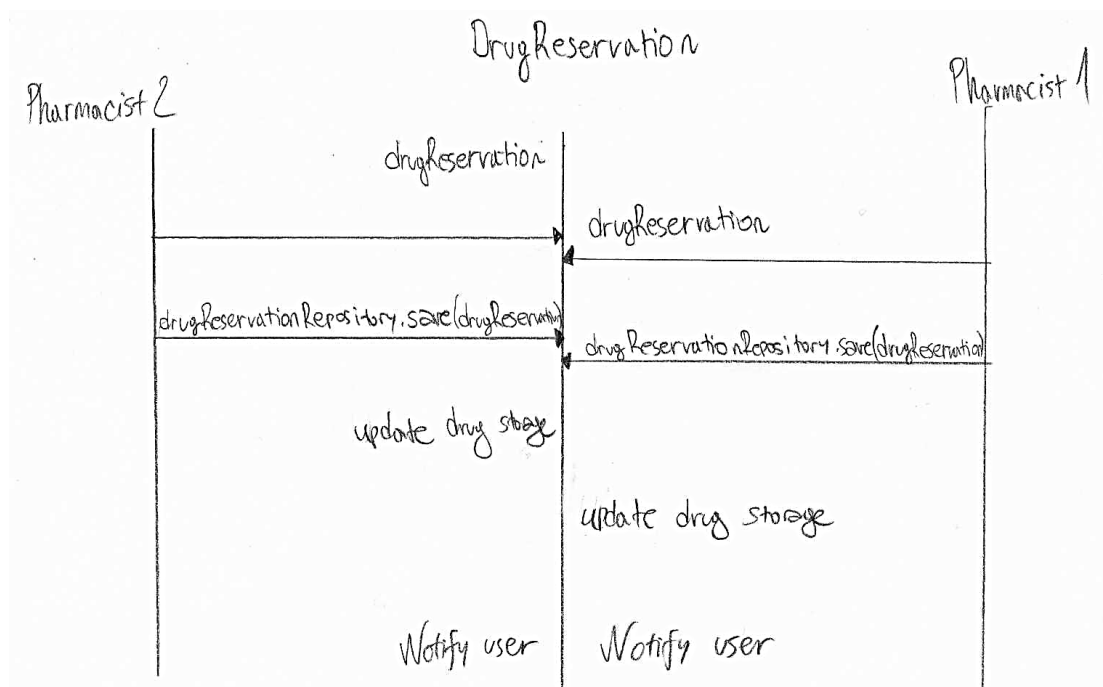 DrugReservation
Pharmacist 2
Pharmacist 1
drugReservation
drugReservation
drugReservationRepository.save(drugReservation)
drugReservationRepository.save(drugReservation)
update drug storage
update drug storage
Notify user
Notify user